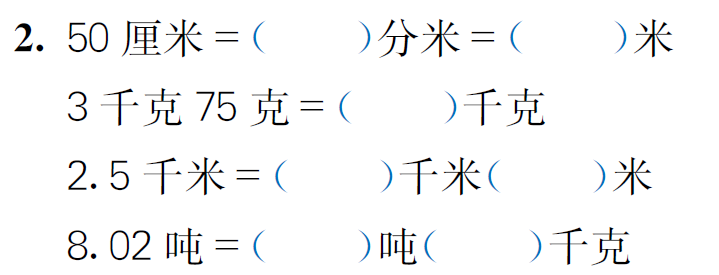 2. 50 厘米 = (　　)分米 = (　　)米
3 千克 75 克 = (　　)千克
2.5 千米 = (　　)千米(　　)米
8.02 吨 = (　　)吨(　　)千克